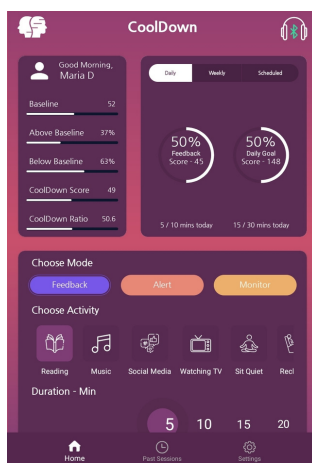 CoolDown
Good Morning,
Maria D
Baseline 52
Above Baseline 37%
Below Baseline 63%
CoolDown Score 49
CoolDown Ratio 50.6
Daily Weekly Scheduled
50%
Feedback
Score - 45
5 / 10 mins today
50%
Daily Goal
Score - 148
15 / 30 mins today
Choose Mode
Feedback Alert Monitor
Choose Activity
Reading Music Social Media Watching TV Sit Quiet Recl
Duration - Min
5 10 15 20
Home Past Sessions Settings